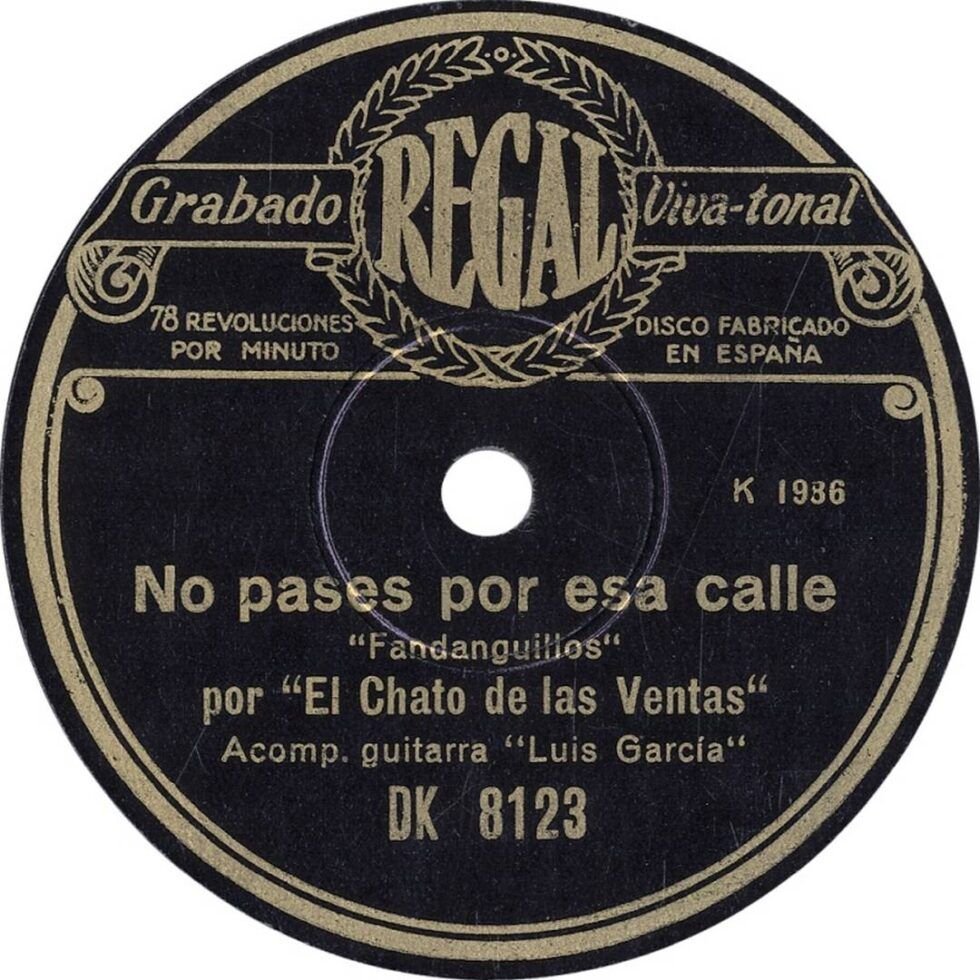 REGAL
Grabado Viva-tonal
78 REVOLUCIONES
POR MINUTO
DISCO FABRICADO
EN ESPAÑA
K 1986
No pases por esa calle
“Fandanguillos“
por “El Chato de las Ventas“
Acomp. guitarra “Luis García“
DK 8123